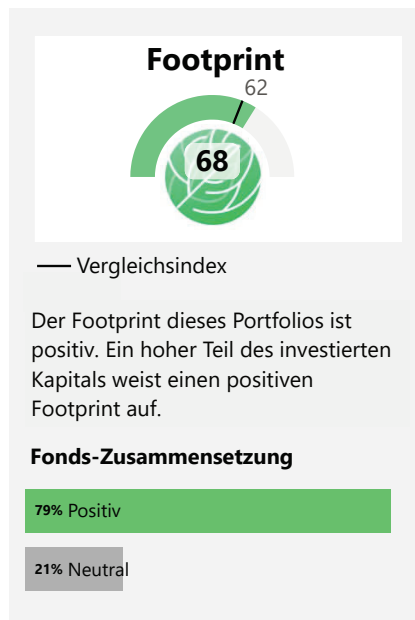 Footprint
62
68
Vergleichsindex
Der Footprint dieses Portfolios ist
positiv. Ein hoher Teil des investierten
Kapitals weist einen positiven
Footprint auf.
Fonds-Zusammensetzung
79% Positiv
21% Neutral